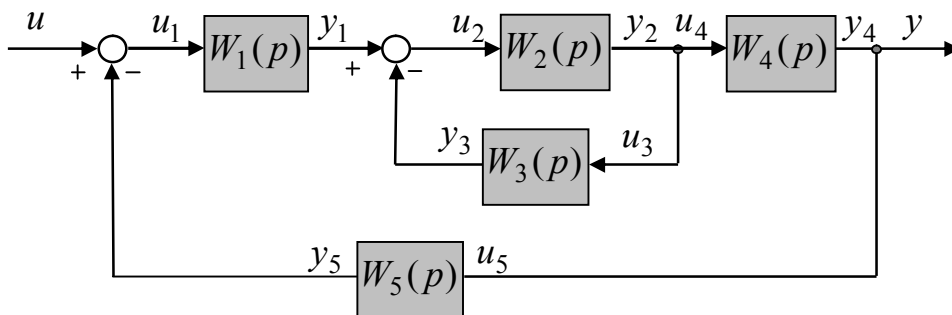 u u₁ W₁(p) y₁ u₂ W₂(p) y₂ u₄ W₄(p) y₄ y
+ − + −
y₃ W₃(p) u₃
y₅ W₅(p) u₅